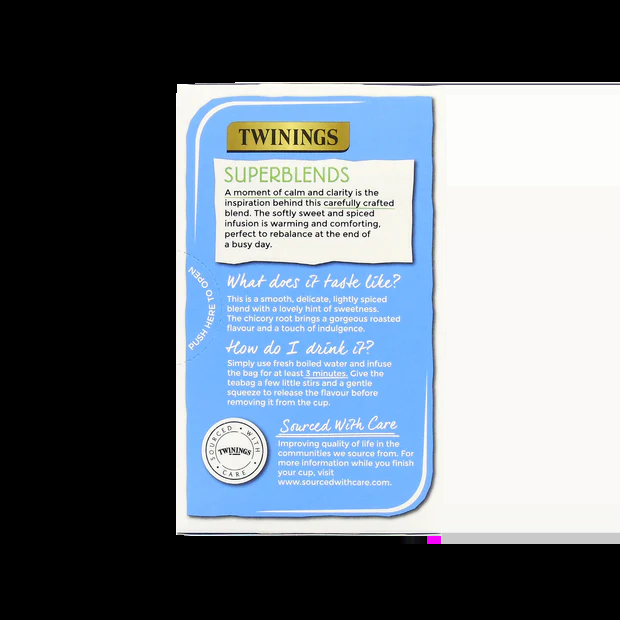 TWININGS
SUPERBLENDS
A moment of calm and clarity is the
inspiration behind this carefully crafted
blend. The softly sweet and spiced
infusion is warming and comforting,
perfect to rebalance at the end of
a busy day.
What does it taste like?
This is a smooth, delicate, lightly spiced
blend with a lovely hint of sweetness.
The chicory root brings a gorgeous roasted
flavour and a touch of indulgence.
PUSH HERE TO OPEN
How do I drink it?
Simply use fresh boiled water and infuse
the bag for at least 3 minutes. Give the
teabag a few little stirs and a gentle
squeeze to release the flavour before
removing it from the cup.
SOURCED • WITH • CARE •
TWININGS
Sourced With Care
Improving quality of life in the
communities we source from. For
more information while you finish
your cup, visit
www.sourcedwithcare.com.